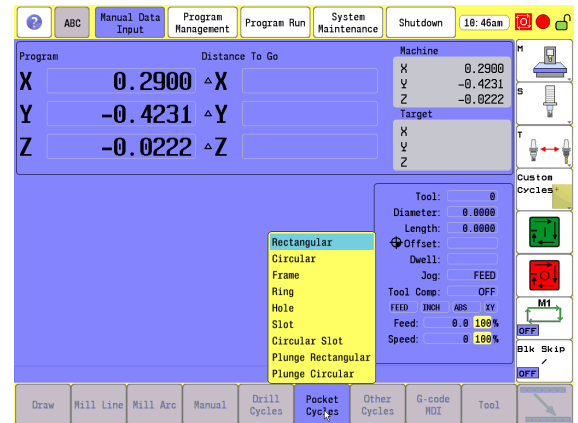 ?
ABC
Manual Data Input
Program Management
Program Run
System Maintenance
Shutdown
10:46am
Program
Distance To Go
X 0.2900 △X
Y -0.4231 △Y
Z -0.0222 △Z
Machine
X 0.2900
Y -0.4231
Z -0.0222
Target
X
Y
Z
M
S
T
Custom
Cycles+
I
O
M1
OFF
Blk Skip
/
OFF
Tool: 0
Diameter: 0.0000
Length: 0.0000
Offset:
Dwell:
Jog: FEED
Tool Comp: OFF
FEED INCH ABS XY
Feed: 0.0 100%
Speed: 0 100%
Rectangular
Circular
Frame
Ring
Hole
Slot
Circular Slot
Plunge Rectangular
Plunge Circular
Draw
Mill Line
Mill Arc
Manual
Drill Cycles
Pocket Cycles
Other Cycles
G-code MDI
Tool